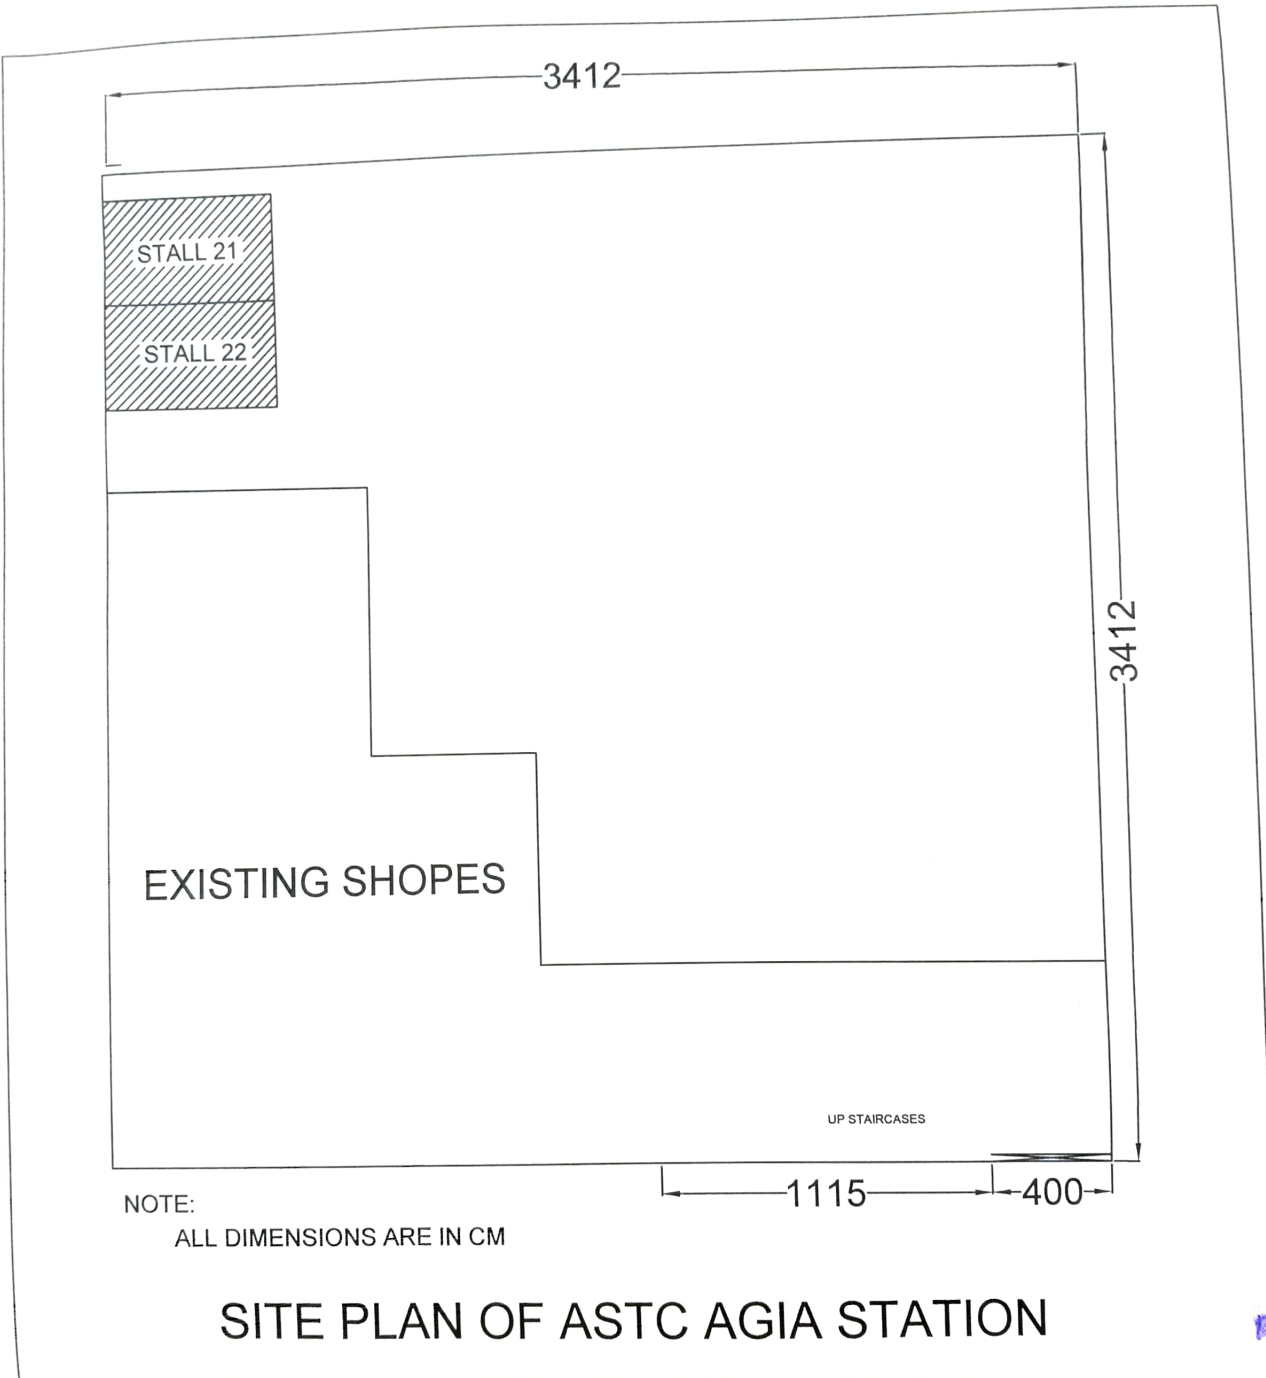 3412
STALL 21
STALL 22
3412
EXISTING SHOPES
UP STAIRCASES
1115
400
NOTE:
ALL DIMENSIONS ARE IN CM
SITE PLAN OF ASTC AGIA STATION